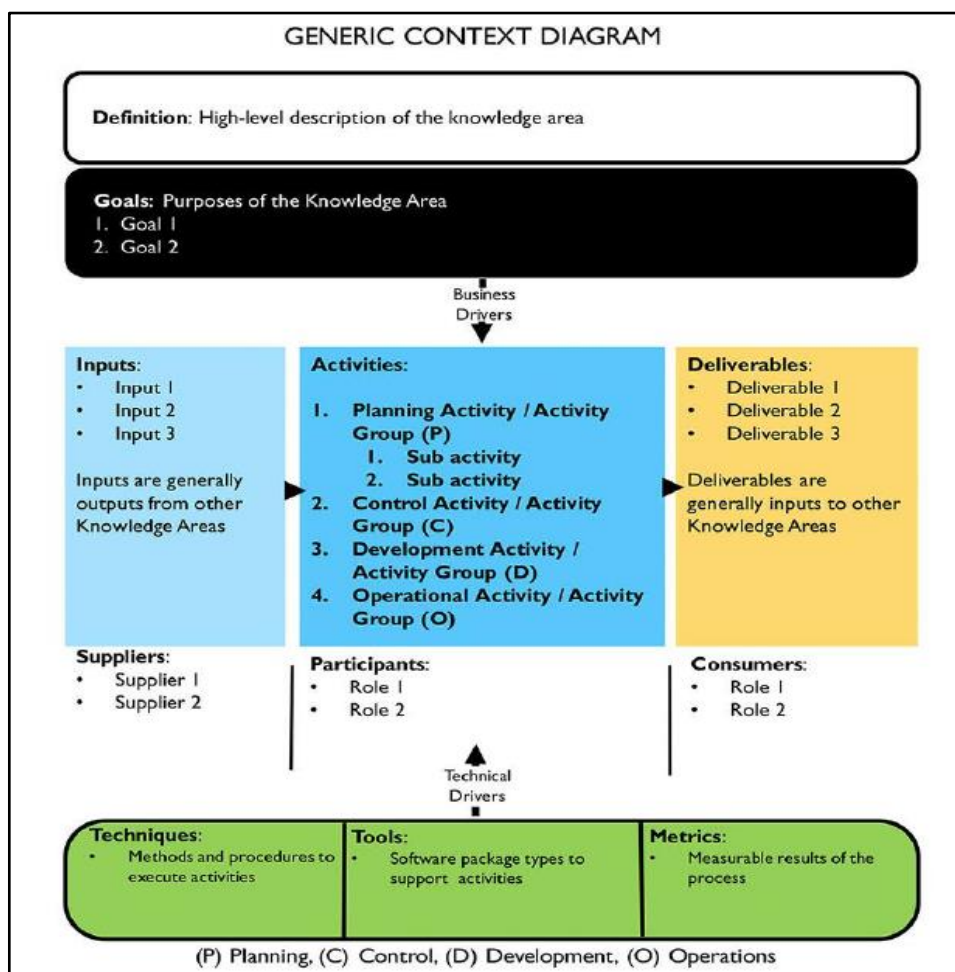 GENERIC CONTEXT DIAGRAM
Definition: High-level description of the knowledge area
Goals: Purposes of the Knowledge Area
1. Goal 1
2. Goal 2
Business
Drivers
Inputs:
• Input 1
• Input 2
• Input 3
Inputs are generally
outputs from other
Knowledge Areas
Activities:
1. Planning Activity / Activity
Group (P)
1. Sub activity
2. Sub activity
2. Control Activity / Activity
Group (C)
3. Development Activity /
Activity Group (D)
4. Operational Activity / Activity
Group (O)
Deliverables:
• Deliverable 1
• Deliverable 2
• Deliverable 3
Deliverables are
generally inputs to other
Knowledge Areas
Suppliers:
• Supplier 1
• Supplier 2
Participants:
• Role 1
• Role 2
Consumers:
• Role 1
• Role 2
Technical
Drivers
Techniques:
• Methods and procedures to
execute activities
Tools:
• Software package types to
support activities
Metrics:
• Measurable results of the
process
(P) Planning, (C) Control, (D) Development, (O) Operations